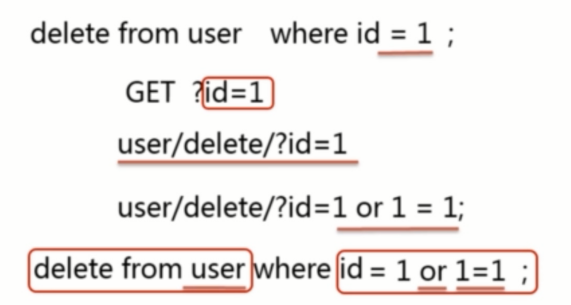 delete from user where id = 1 ;
GET ?id=1
user/delete/?id=1
user/delete/?id=1 or 1 = 1;
delete from user where id = 1 or 1=1 ;